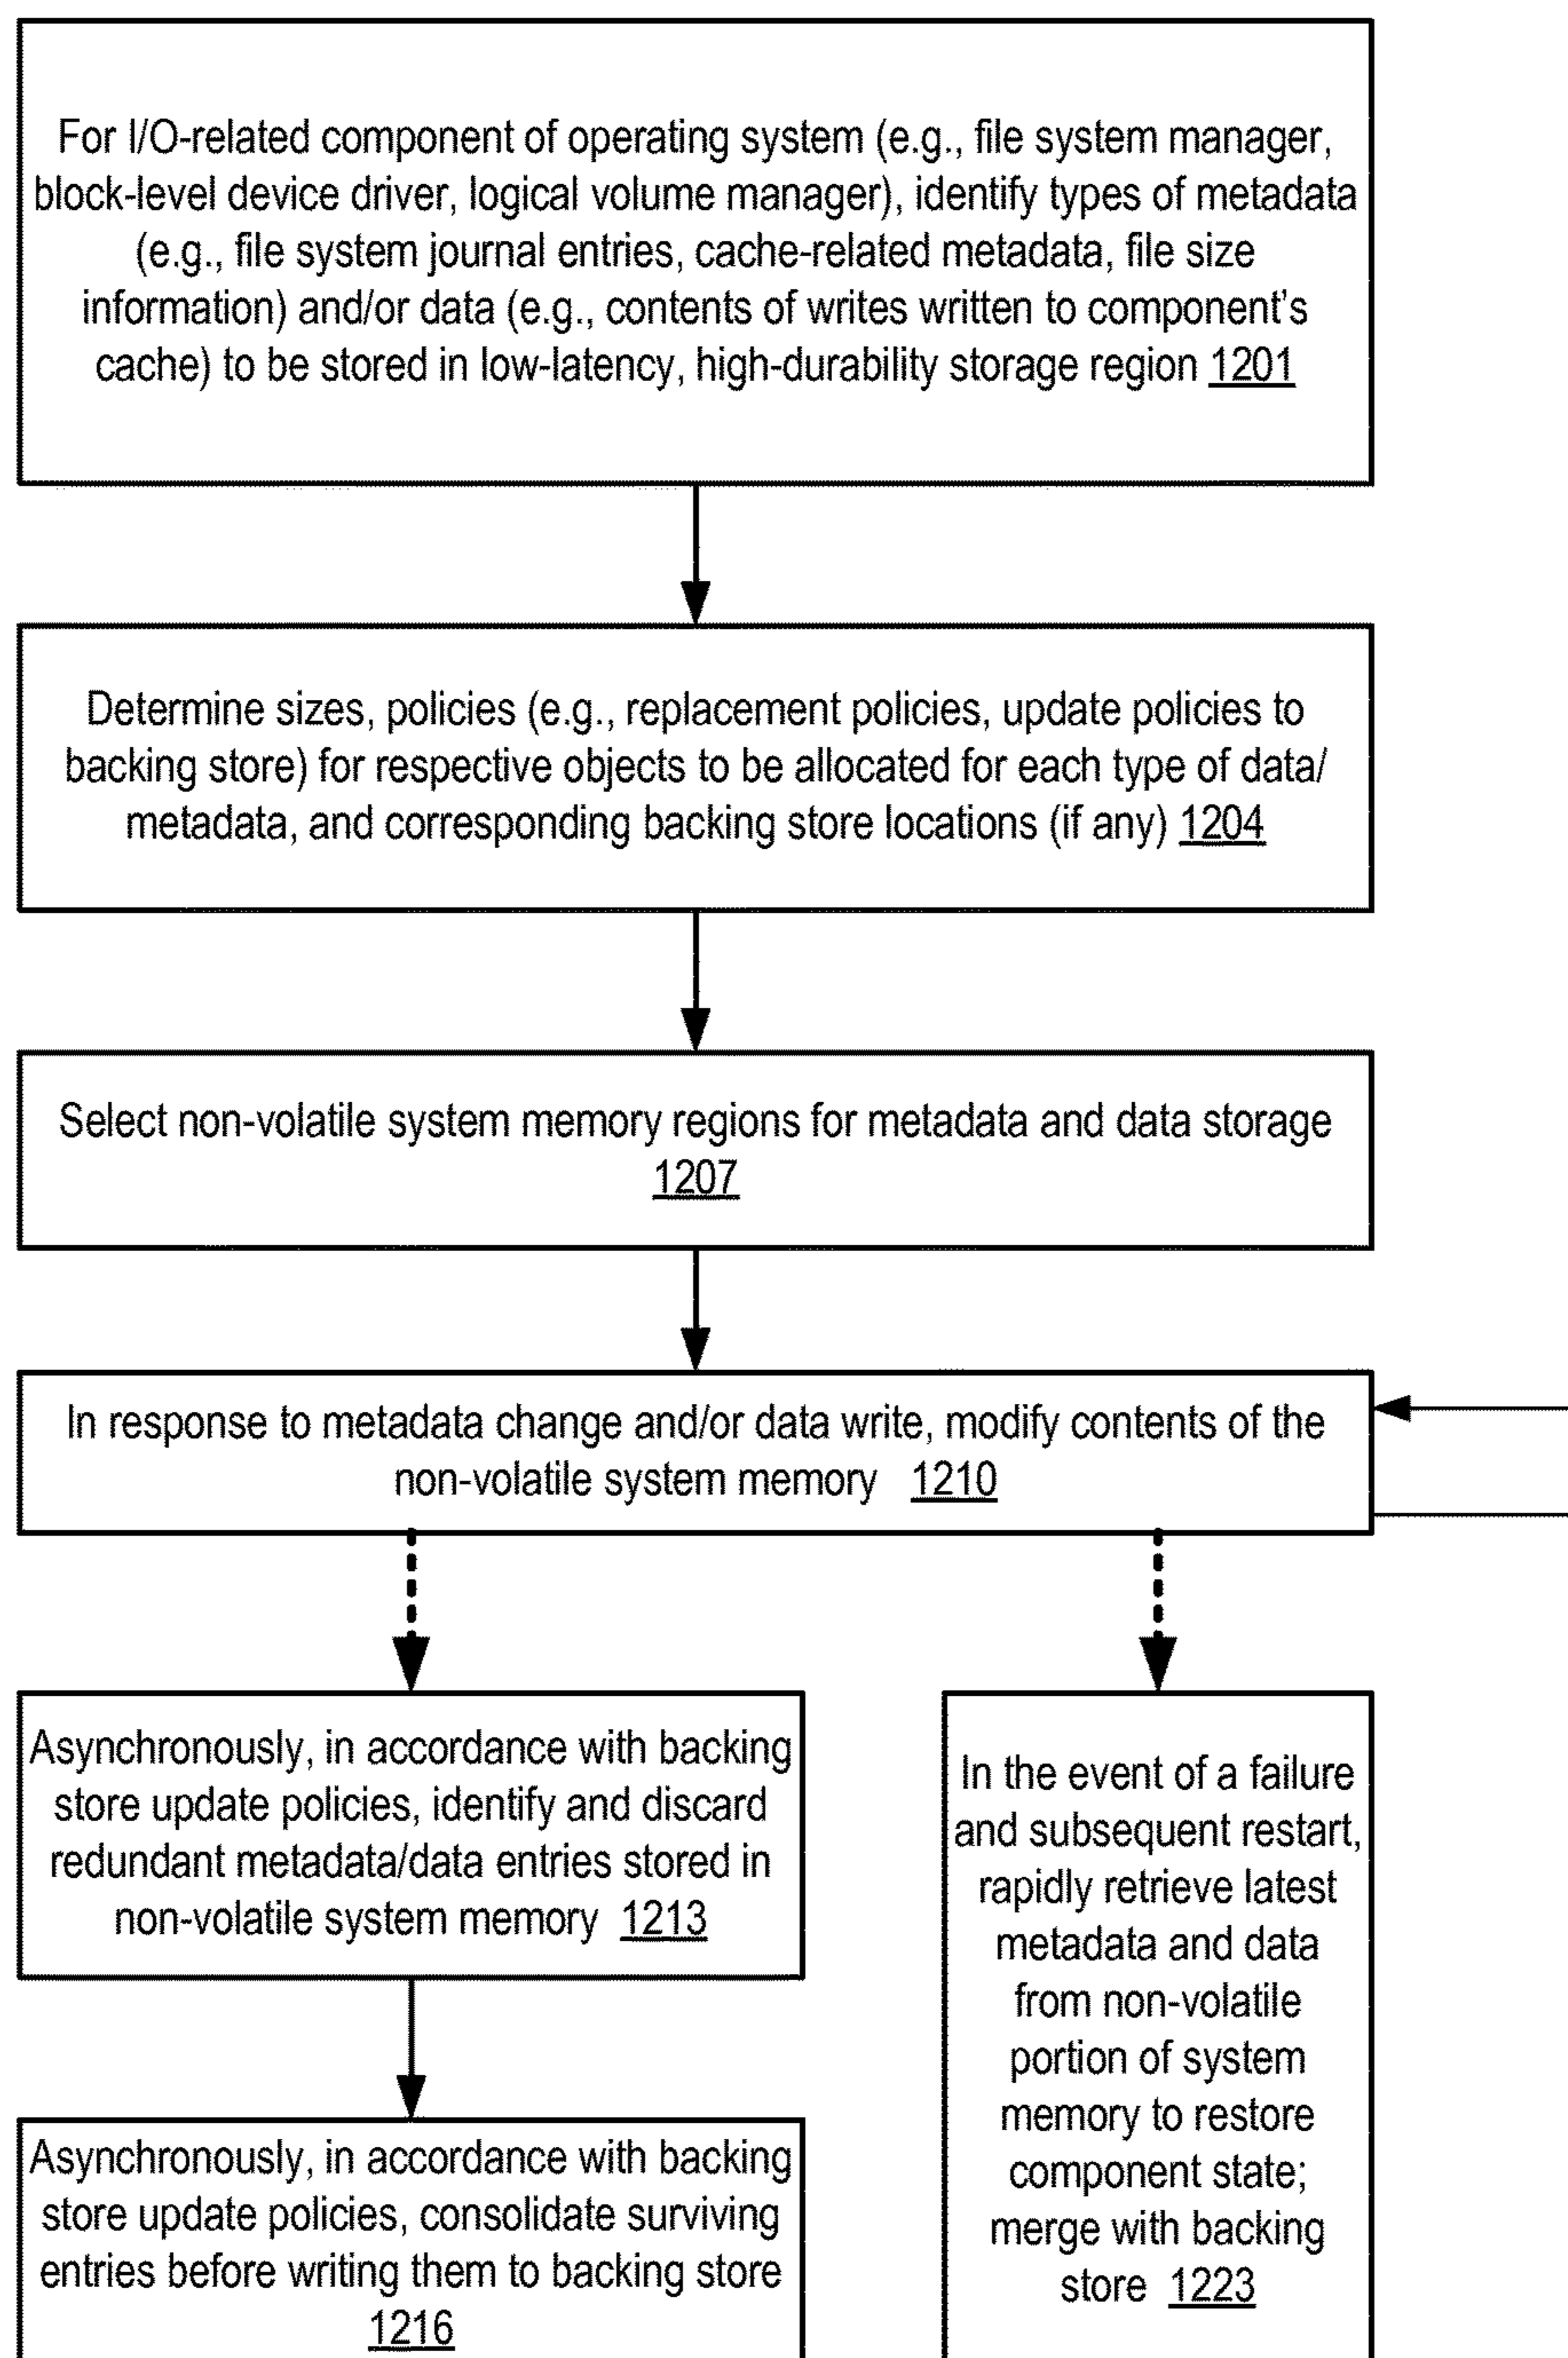 For I/O-related component of operating system (e.g., file system manager,
block-level device driver, logical volume manager), identify types of metadata
(e.g., file system journal entries, cache-related metadata, file size
information) and/or data (e.g., contents of writes written to component's
cache) to be stored in low-latency, high-durability storage region 1201
Determine sizes, policies (e.g., replacement policies, update policies to
backing store) for respective objects to be allocated for each type of data/
metadata, and corresponding backing store locations (if any) 1204
Select non-volatile system memory regions for metadata and data storage
1207
In response to metadata change and/or data write, modify contents of the
non-volatile system memory 1210
Asynchronously, in accordance with backing
store update policies, identify and discard
redundant metadata/data entries stored in
non-volatile system memory 1213
Asynchronously, in accordance with backing
store update policies, consolidate surviving
entries before writing them to backing store
1216
In the event of a failure
and subsequent restart,
rapidly retrieve latest
metadata and data
from non-volatile
portion of system
memory to restore
component state;
merge with backing
store 1223